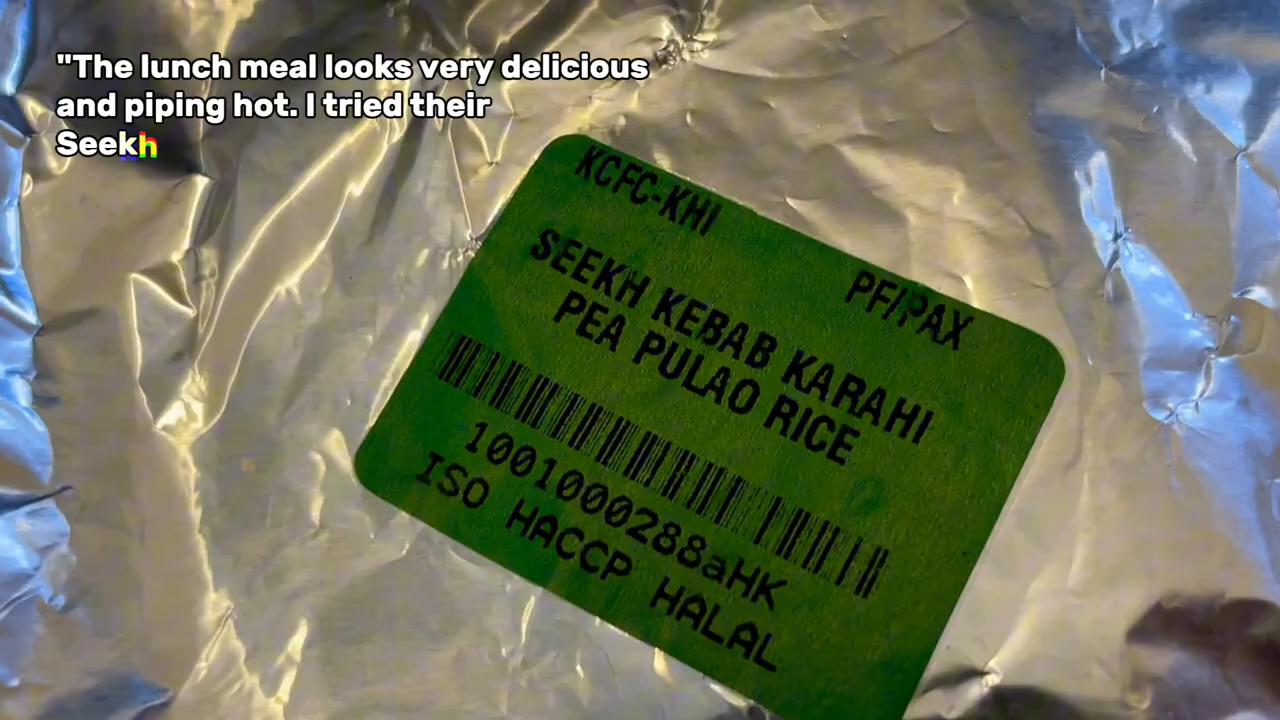 "The lunch meal looks very delicious
and piping hot. I tried their
Seekh
KCFC-KHI
PF/PAX
SEEKH KEBAB KARAHI
PEA PULAO RICE
1001000288aHK
ISO HACCP HALAL